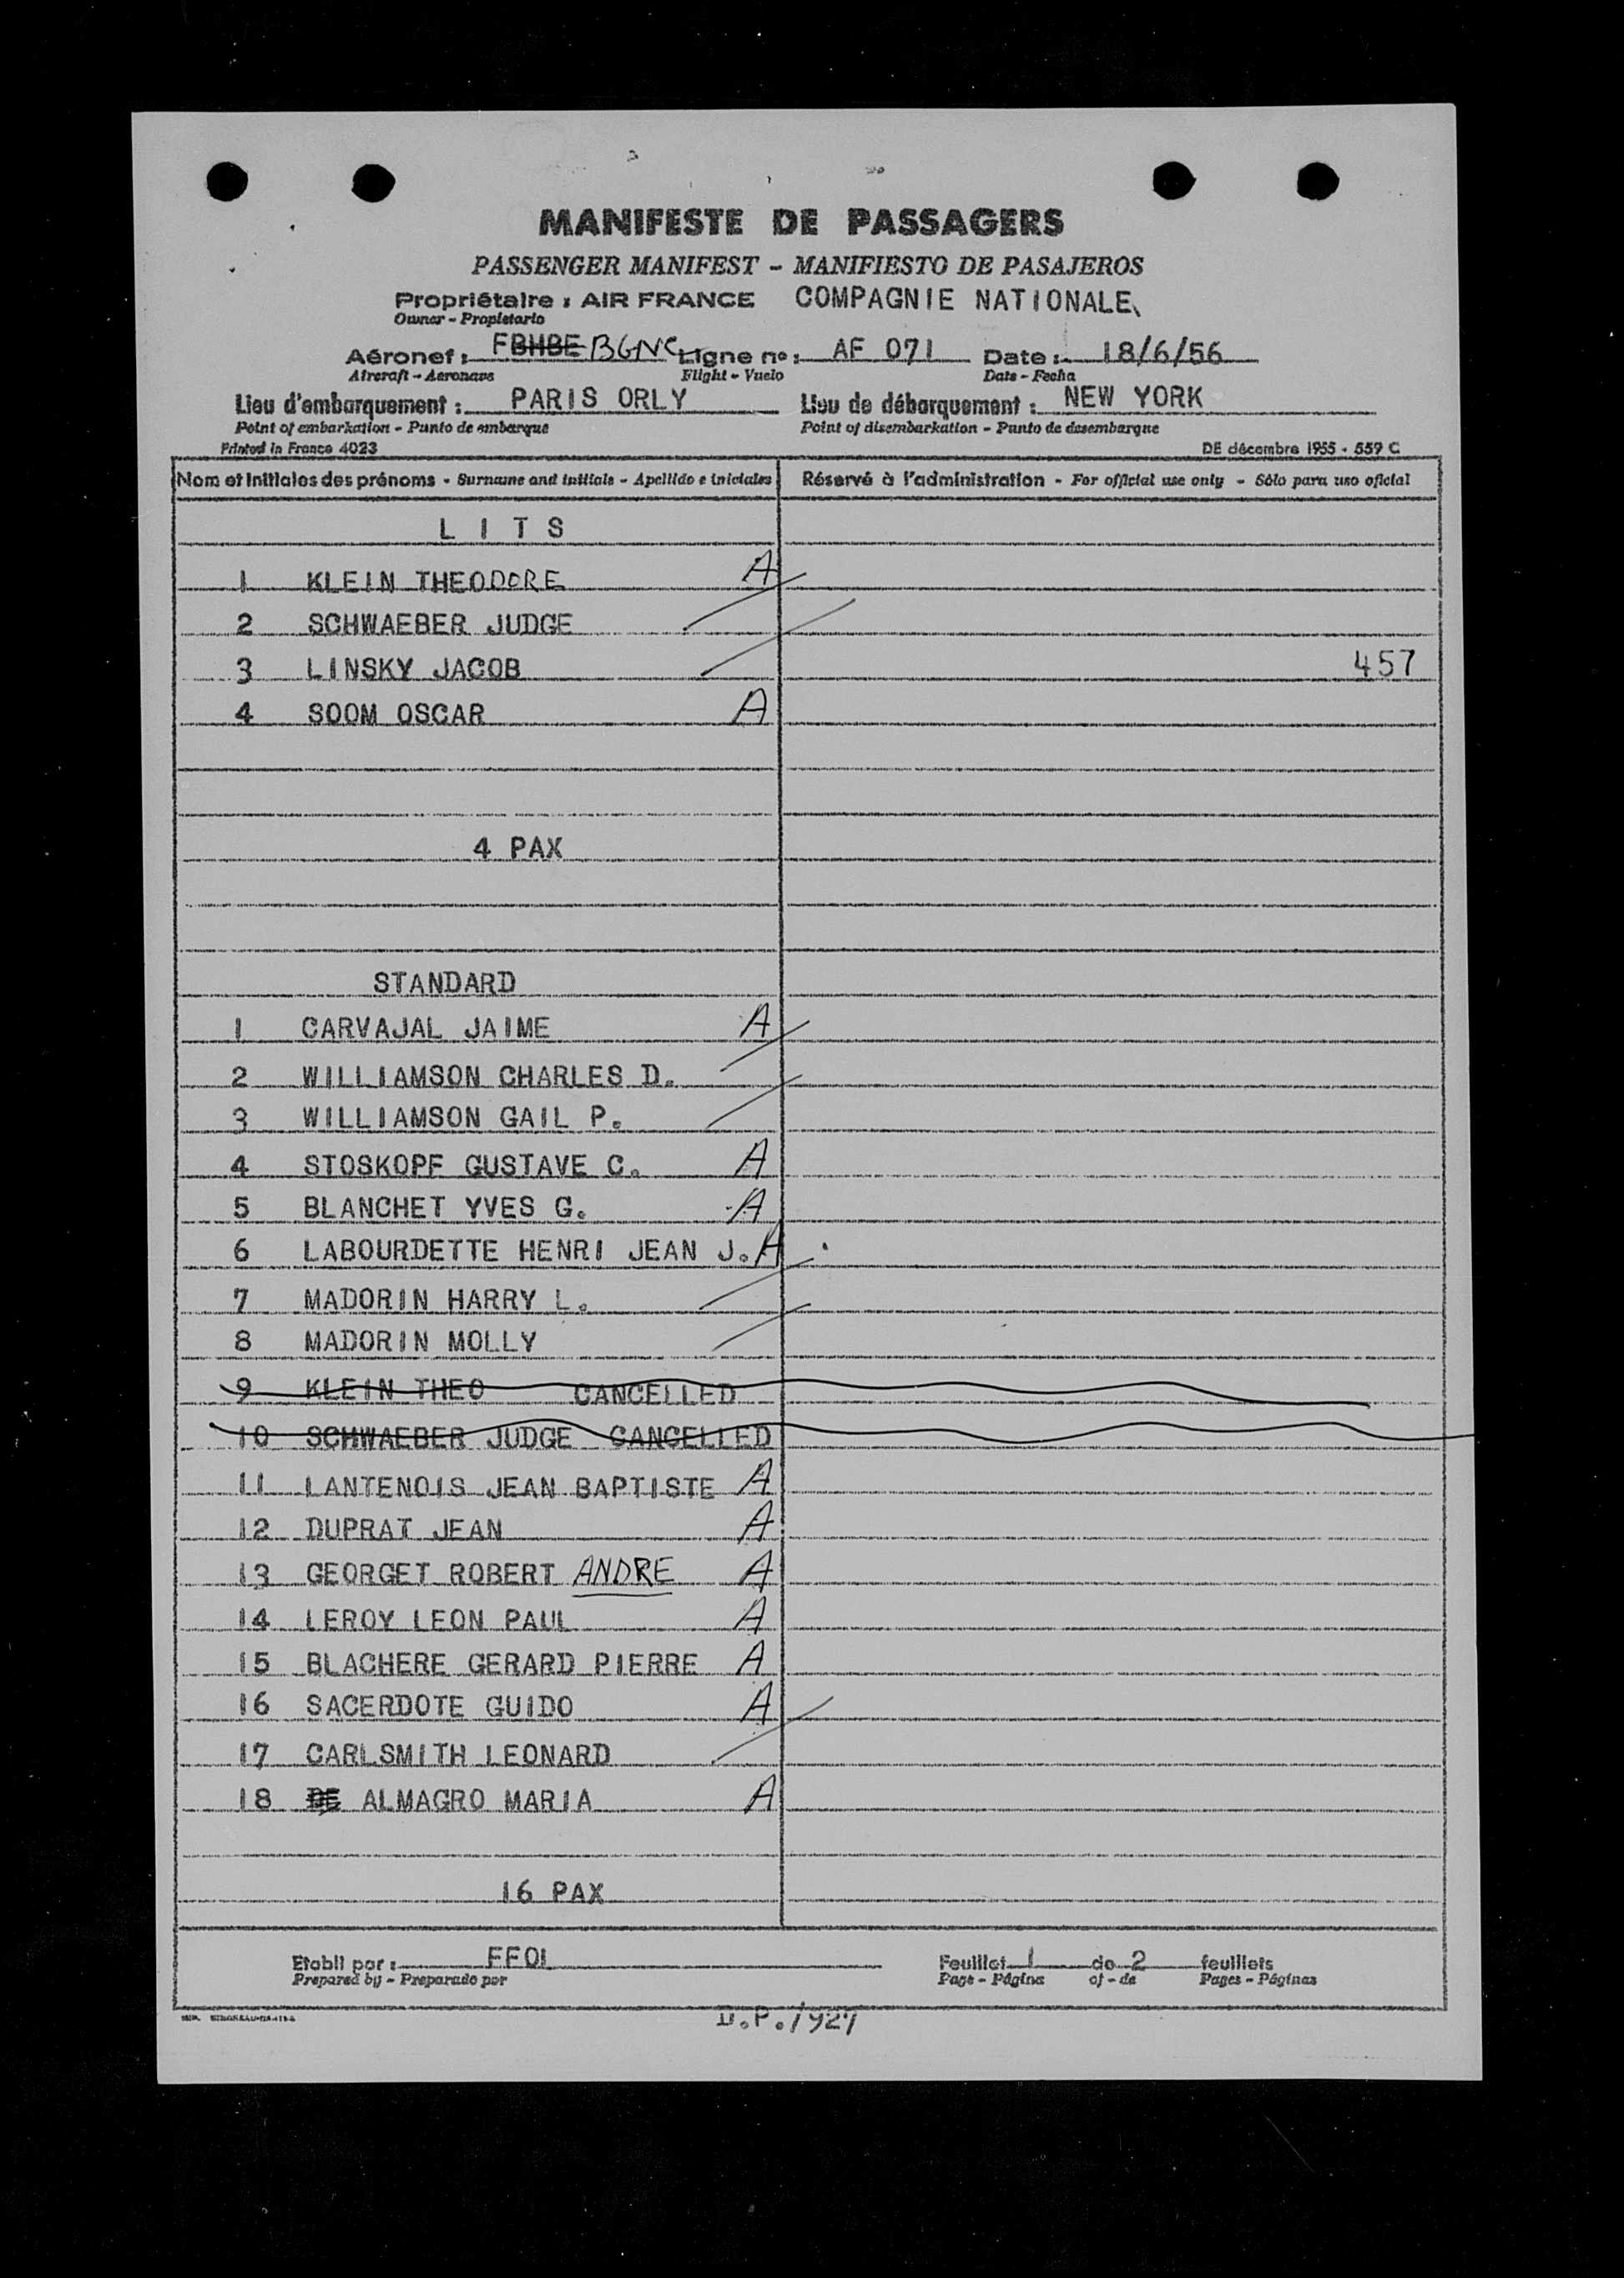 MANIFESTE DE PASSAGERS
PASSENGER MANIFEST - MANIFIESTO DE PASAJEROS
Propriétaire : AIR FRANCE COMPAGNIE NATIONALE
Owner - Propietario
Aéronef : FBHBE BGNC Ligne no : AF 071 Date : 18/6/56
Aircraft - Aeronave Flight - Vuelo Date - Fecha
Lieu d'embarquement : PARIS ORLY Lieu de débarquement : NEW YORK
Point of embarkation - Punto de embarque Point of disembarkation - Punto de desembarque
Printed in France 4023 DE décembre 1955 - 559 C
Nom et Initiales des prénoms - Surname and initials - Apellido e iniciales Réservé à l'administration - For official use only - Sólo para uso oficial
L I T S
1 KLEIN THEODORE A
2 SCHWAEBER JUDGE
3 LINSKY JACOB 457
4 SOOM OSCAR A
4 PAX
STANDARD
1 CARVAJAL JAIME A
2 WILLIAMSON CHARLES D.
3 WILLIAMSON GAIL P.
4 STOSKOPF GUSTAVE C. A
5 BLANCHET YVES G. A
6 LABOURDETTE HENRI JEAN J. A
7 MADORIN HARRY L.
8 MADORIN MOLLY
9 KLEIN THEO CANCELLED
10 SCHWAEBER JUDGE CANCELLED
11 LANTENOIS JEAN BAPTISTE A
12 DUPRAT JEAN A
13 GEORGET ROBERT ANDRE A
14 LEROY LEON PAUL A
15 BLACHERE GERARD PIERRE A
16 SACERDOTE GUIDO A
17 CARLSMITH LEONARD
18 DE ALMAGRO MARIA A
16 PAX
Etabli par : FFOL Feuillet 1 de 2 feuillets
Prepared by - Preparado por Page - Página of - de Pages - Páginas
D.P./927